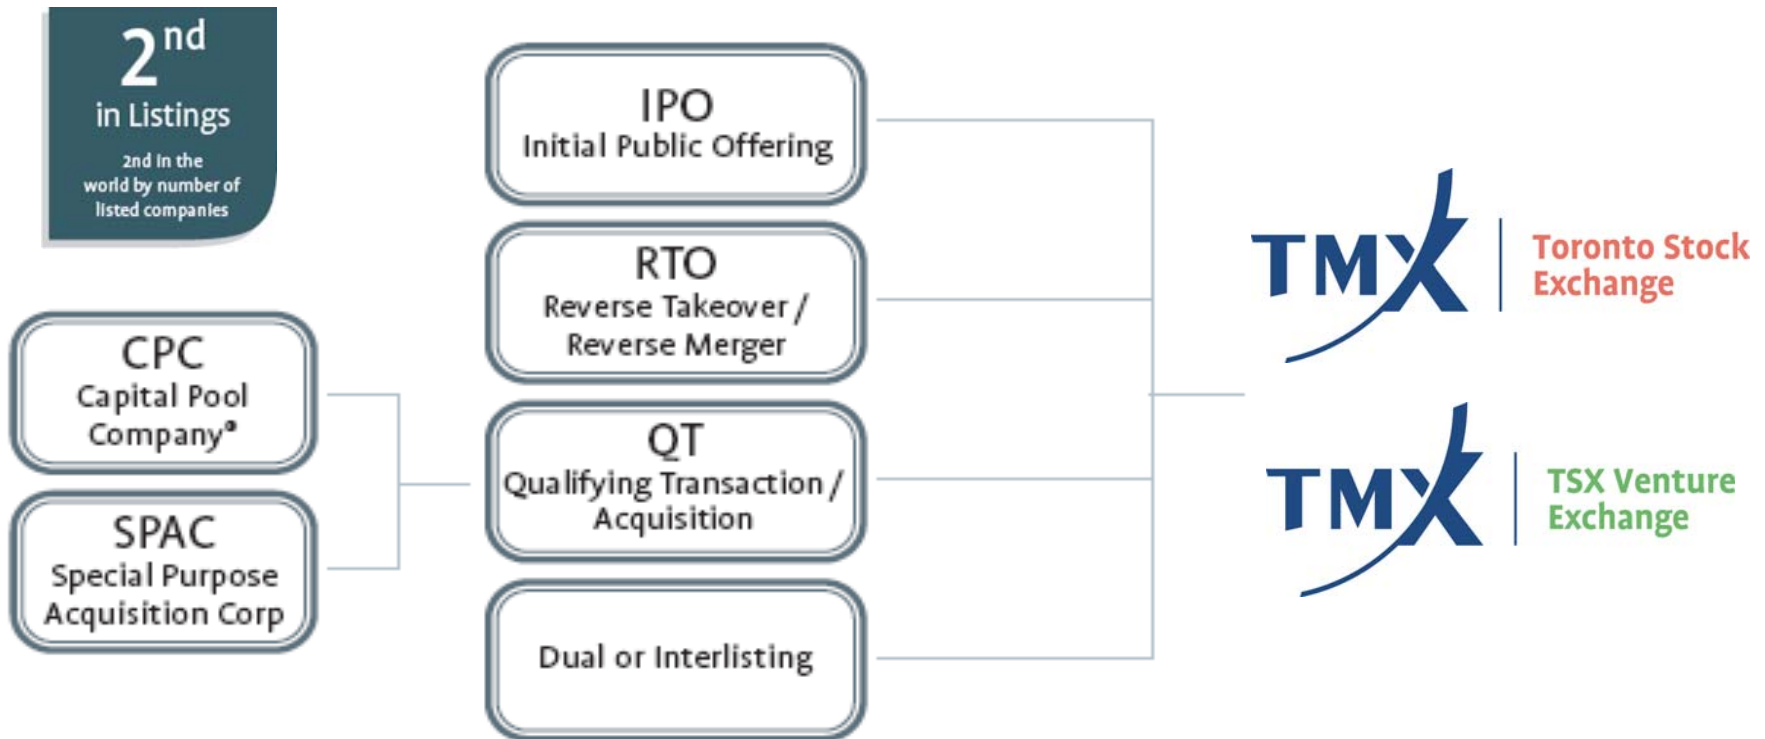 2nd
in Listings
2nd in the
world by number of
listed companies
CPC
Capital Pool
Company®
SPAC
Special Purpose
Acquisition Corp
IPO
Initial Public Offering
RTO
Reverse Takeover /
Reverse Merger
QT
Qualifying Transaction /
Acquisition
Dual or Interlisting
TMX
Toronto Stock
Exchange
TMX
TSX Venture
Exchange